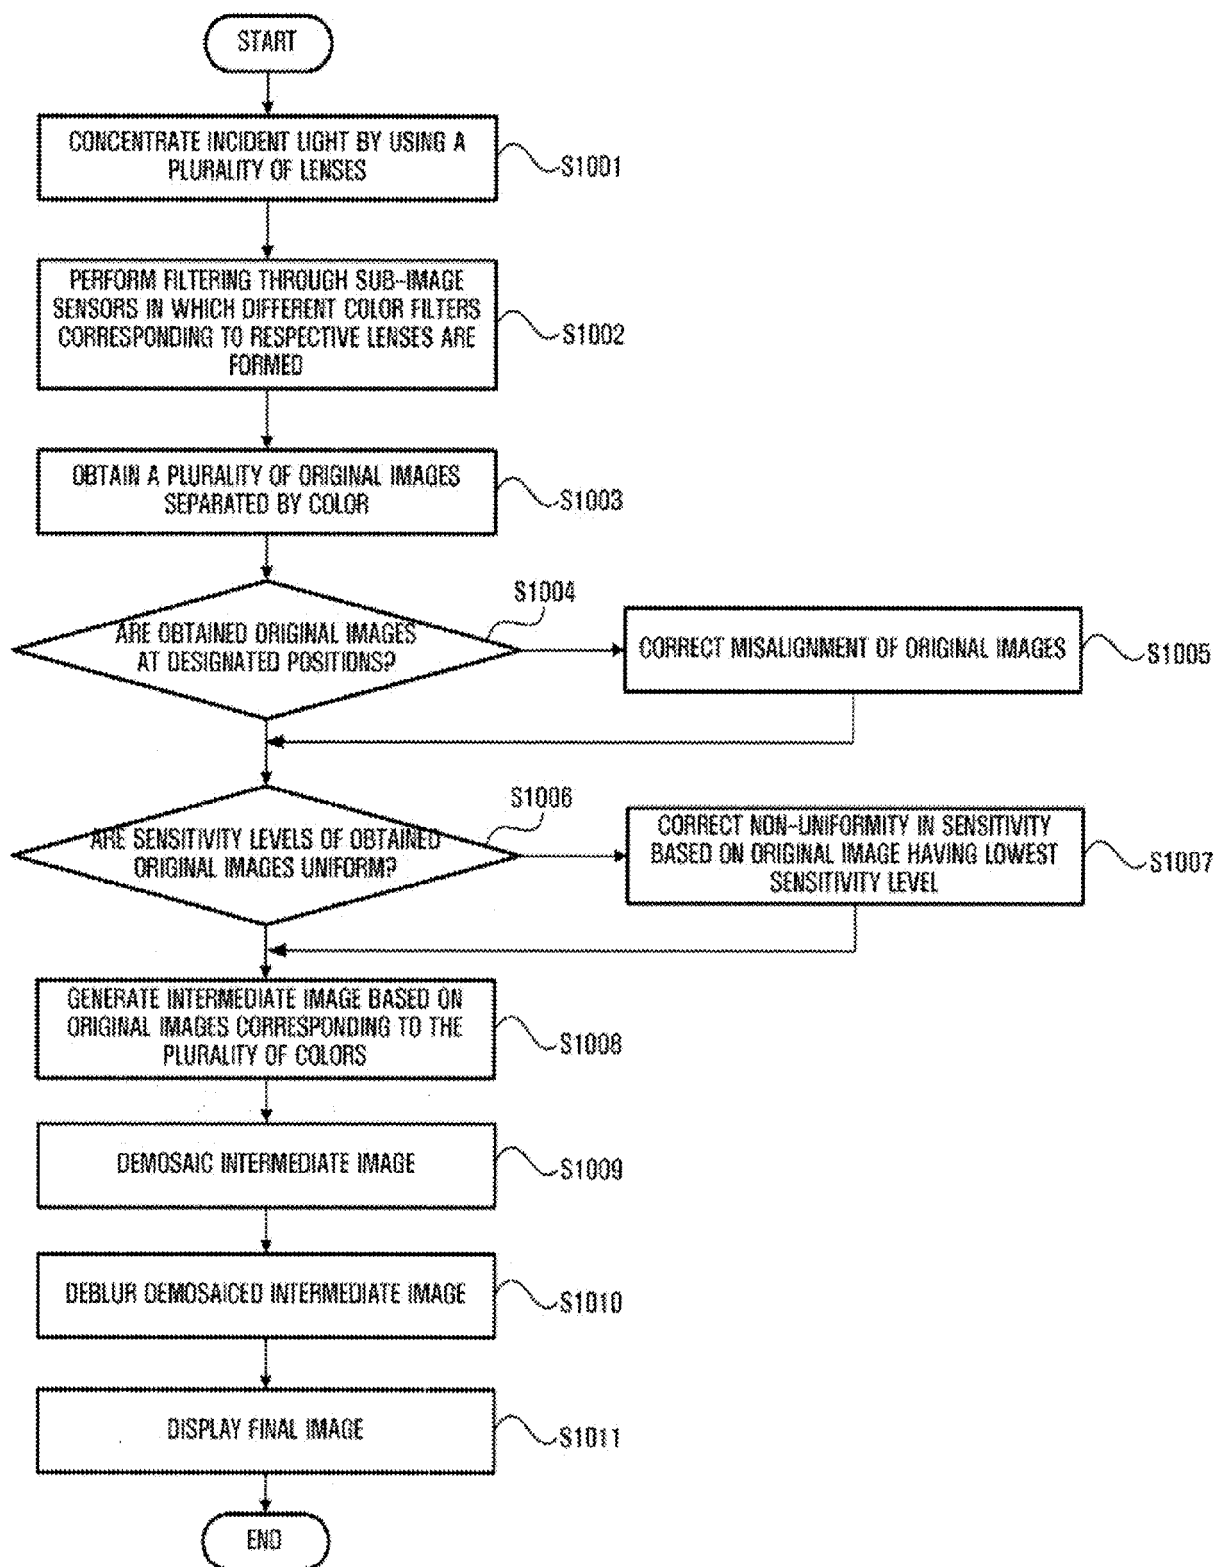 START
CONCENTRATE INCIDENT LIGHT BY USING A
PLURALITY OF LENSES
S1001
PERFORM FILTERING THROUGH SUB-IMAGE
SENSORS IN WHICH DIFFERENT COLOR FILTERS
CORRESPONDING TO RESPECTIVE LENSES ARE
FORMED
S1002
OBTAIN A PLURALITY OF ORIGINAL IMAGES
SEPARATED BY COLOR
S1003
S1004
ARE OBTAINED ORIGINAL IMAGES
AT DESIGNATED POSITIONS?
CORRECT MISALIGNMENT OF ORIGINAL IMAGES
S1005
S1006
ARE SENSITIVITY LEVELS OF OBTAINED
ORIGINAL IMAGES UNIFORM?
CORRECT NON-UNIFORMITY IN SENSITIVITY
BASED ON ORIGINAL IMAGE HAVING LOWEST
SENSITIVITY LEVEL
S1007
GENERATE INTERMEDIATE IMAGE BASED ON
ORIGINAL IMAGES CORRESPONDING TO THE
PLURALITY OF COLORS
S1008
DEMOSAIC INTERMEDIATE IMAGE
S1009
DEBLUR DEMOSAICED INTERMEDIATE IMAGE
S1010
DISPLAY FINAL IMAGE
S1011
END